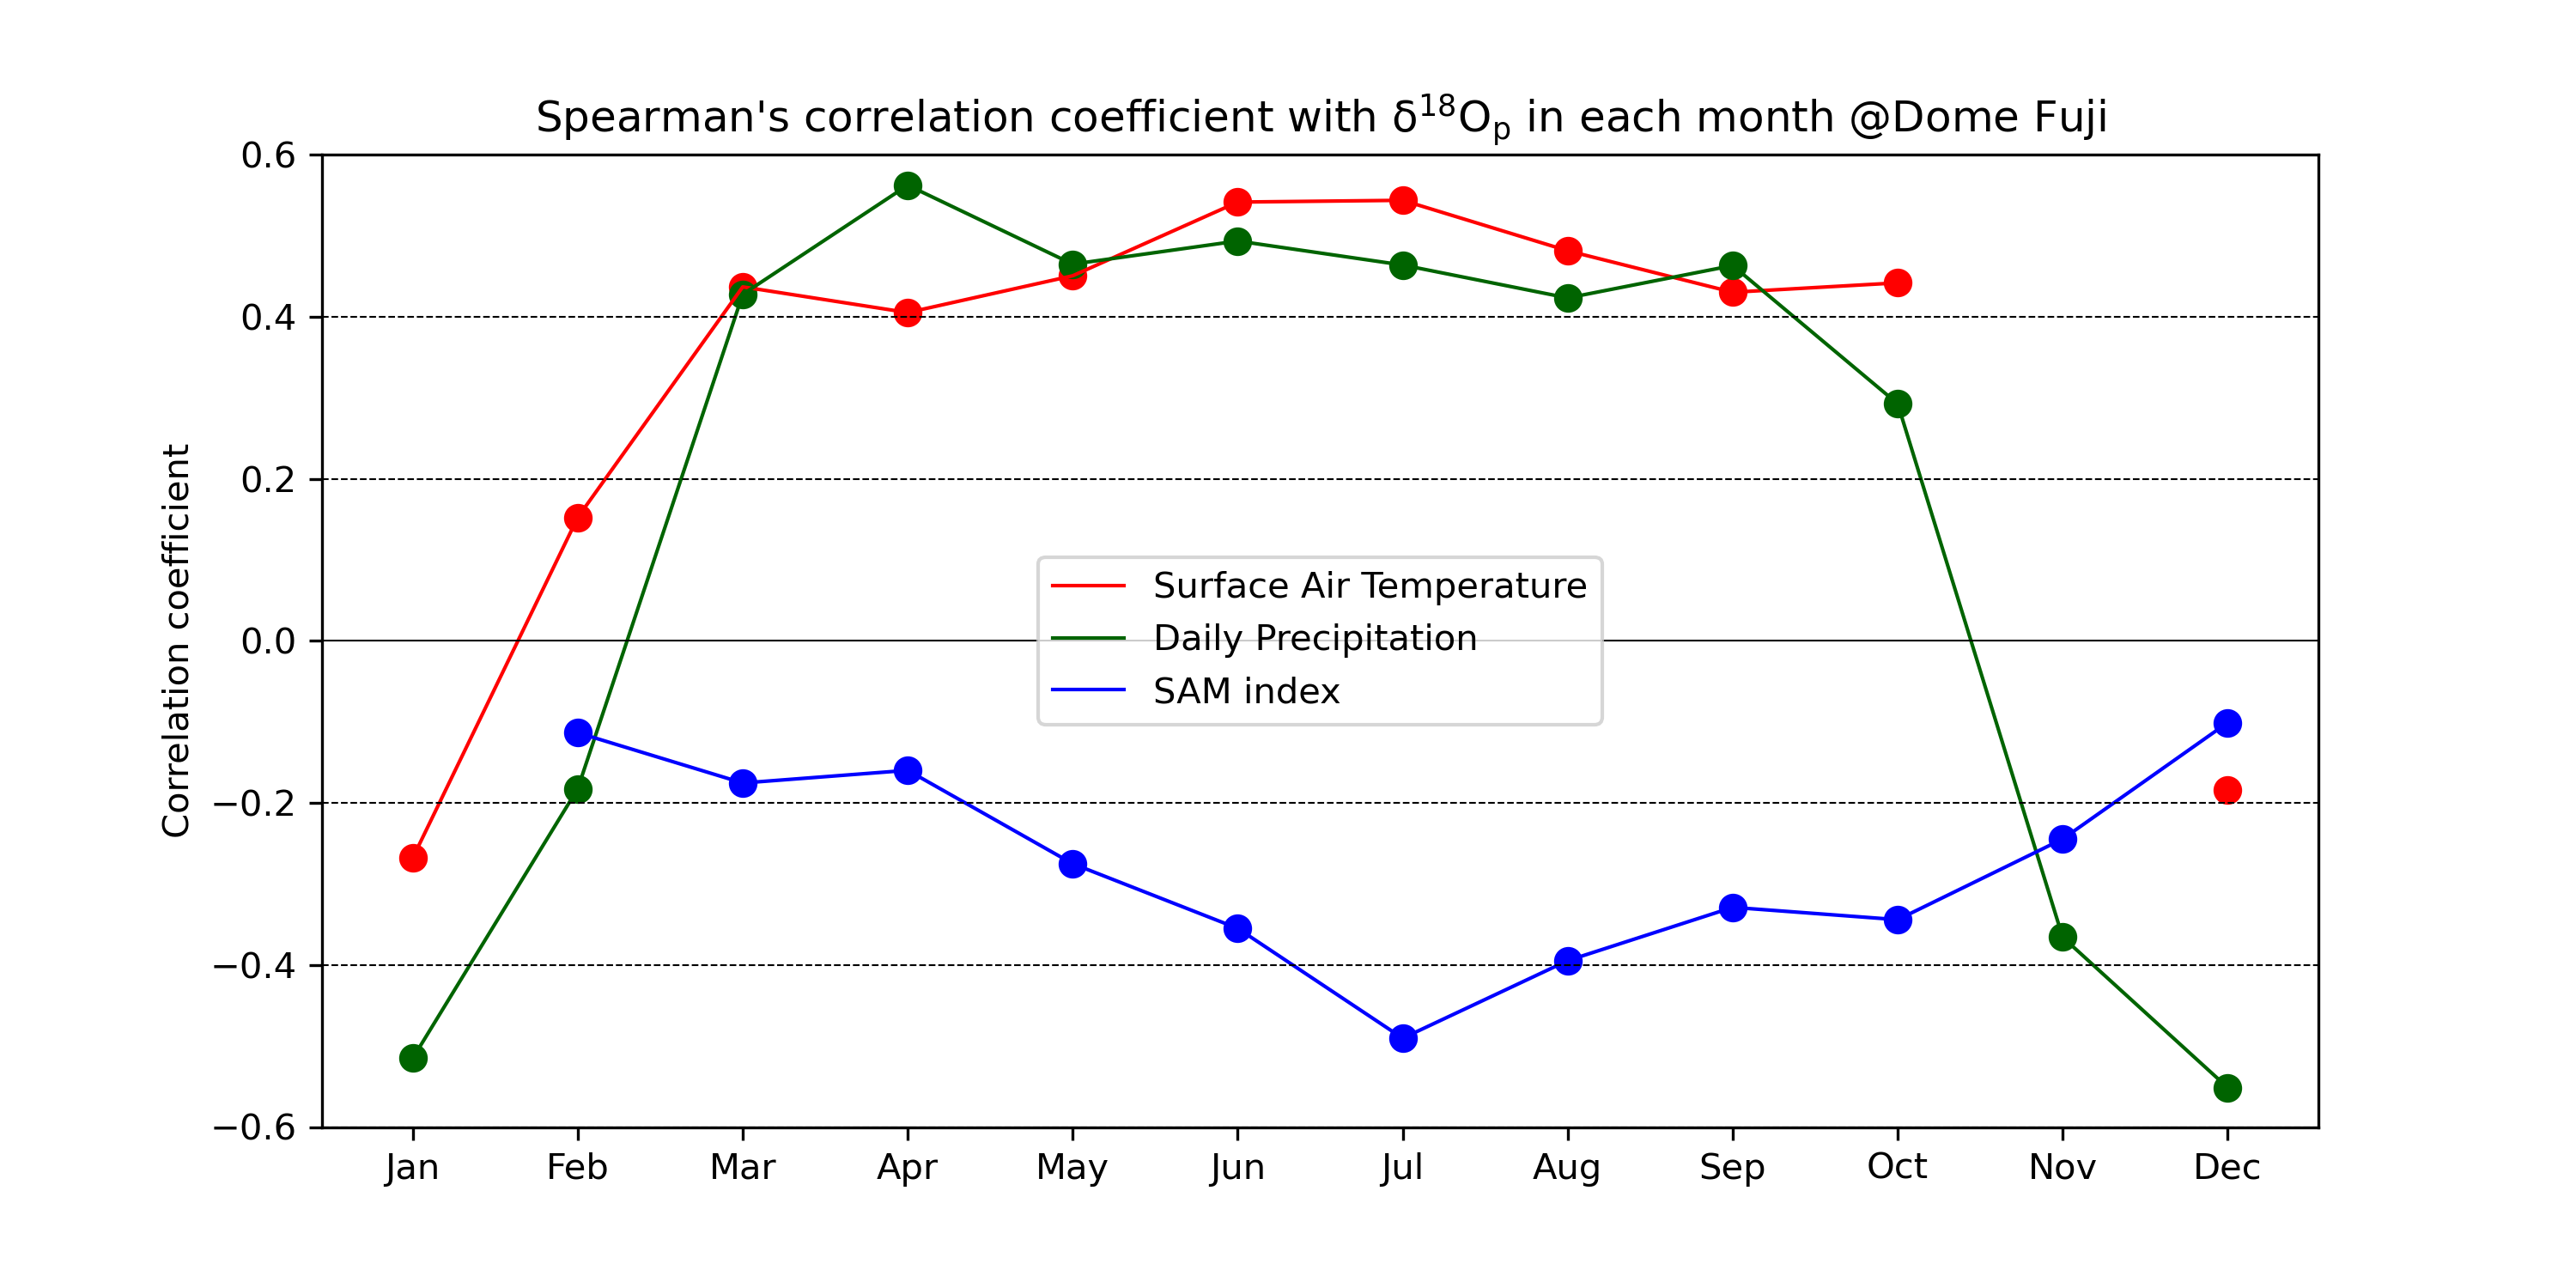 Spearman's correlation coefficient with δ¹⁸Oₚ in each month @Dome Fuji
Correlation coefficient
0.6
0.4
0.2
0.0
−0.2
−0.4
−0.6
Surface Air Temperature
Daily Precipitation
SAM index
Jan Feb Mar Apr May Jun Jul Aug Sep Oct Nov Dec